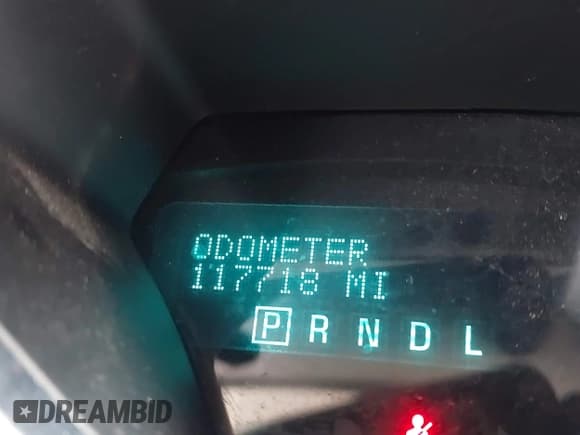 ODOMETER
117718 MI
P R N D L
DREAMBID